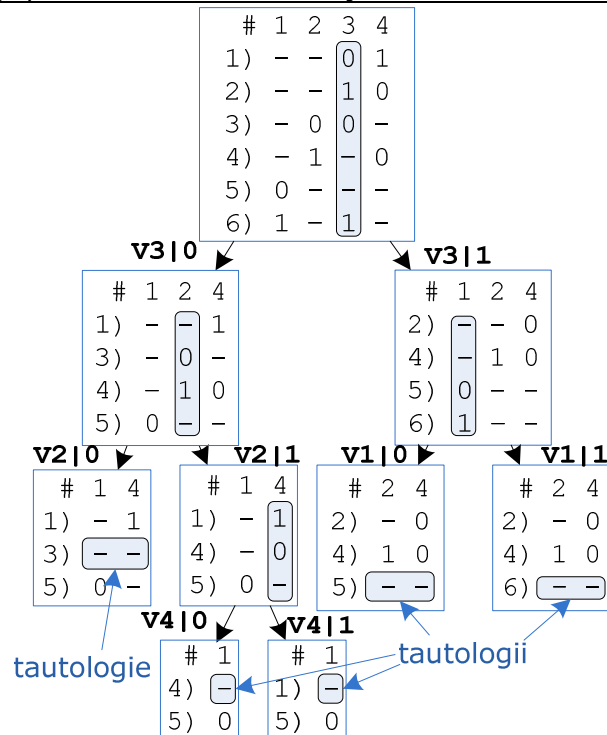 # 1 2 3 4
1) – – 0 1
2) – – 1 0
3) – 0 0 –
4) – 1 – 0
5) 0 – – –
6) 1 – 1 –
v3|0
v3|1
# 1 2 4
1) – – 1
3) – 0 –
4) – 1 0
5) 0 – –
# 1 2 4
2) – – 0
4) – 1 0
5) 0 – –
6) 1 – –
v2|0
v2|1
v1|0
v1|1
# 1 4
1) – 1
3) – –
5) 0 –
# 1 4
1) – 1
4) – 0
5) 0 –
# 2 4
2) – 0
4) 1 0
5) – –
# 2 4
2) – 0
4) 1 0
6) – –
v4|0
v4|1
tautologie
# 1
4) –
5) 0
# 1
1) –
5) 0
tautologii